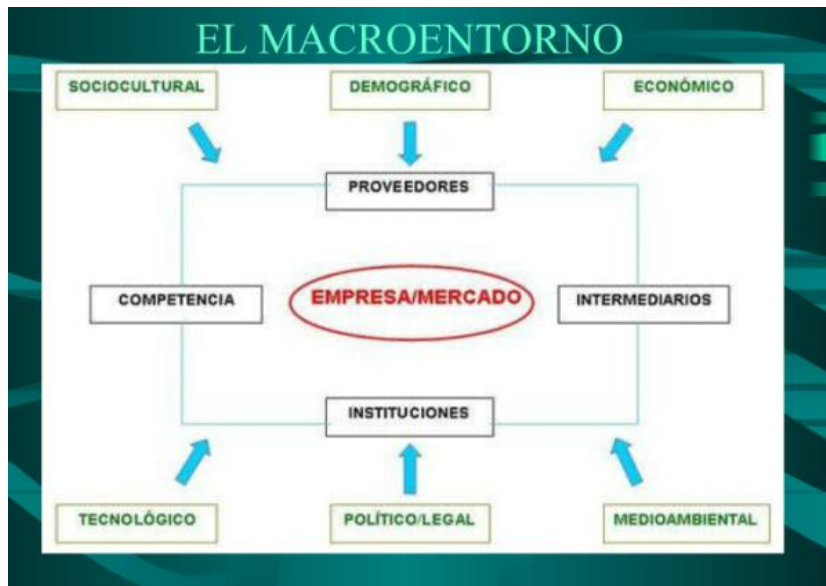 EL MACROENTORNO
SOCIOCULTURAL
DEMOGRÁFICO
ECONÓMICO
PROVEEDORES
COMPETENCIA
EMPRESA/MERCADO
INTERMEDIARIOS
INSTITUCIONES
TECNOLÓGICO
POLÍTICO/LEGAL
MEDIOAMBIENTAL